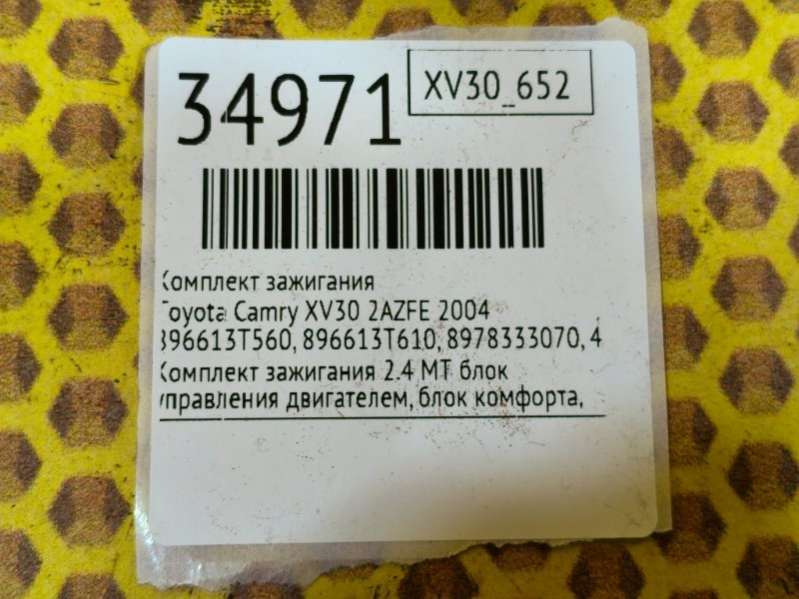 34971
XV30_652
Комплект зажигания
Toyota Camry XV30 2AZFE 2004
896613T560, 896613T610, 8978333070, 4
Комплект зажигания 2.4 МТ блок
управления двигателем, блок комфорта,